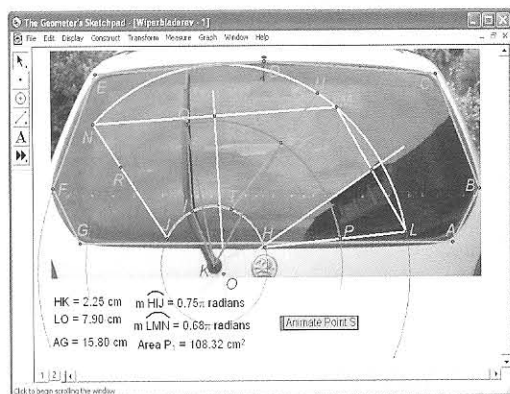 The Geometer's Sketchpad - [Wiperbladerev - 1]
File Edit Display Construct Transform Measure Graph Window Help
A
E
C
N
M
R
F
B
G
I
T
J
H
P
L
A
K
O
HK = 2.25 cm
m HIJ = 0.75π radians
LO = 7.90 cm
m LMN = 0.68π radians
Animate Point S
AG = 15.80 cm
Area P₁ = 108.32 cm²
1 2
Click to begin scrolling the window